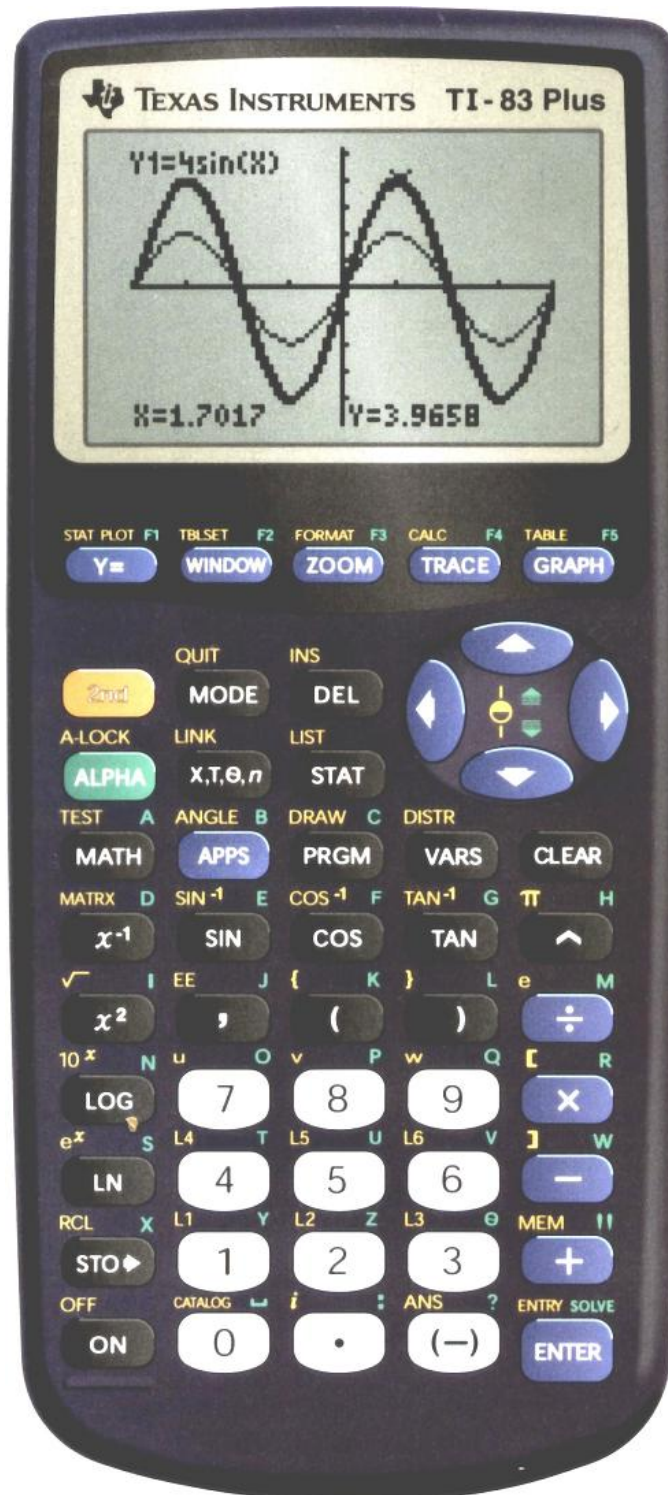 TEXAS INSTRUMENTS TI-83 Plus
Y1=4sin(X)
X=1.7017 Y=3.9658
STAT PLOT F1 TBLSET F2 FORMAT F3 CALC F4 TABLE F5
Y= WINDOW ZOOM TRACE GRAPH
QUIT INS
2nd MODE DEL
A-LOCK LINK LIST
ALPHA X,T,Θ,n STAT
TEST A ANGLE B DRAW C DISTR
MATH APPS PRGM VARS CLEAR
MATRX D SIN⁻¹ E COS⁻¹ F TAN⁻¹ G π H
x⁻¹ SIN COS TAN ^
√ I EE J { K } L e M
x² , ( ) ÷
10ˣ N u O v P w Q [ R
LOG 7 8 9 ×
eˣ S L4 T L5 U L6 V ] W
LN 4 5 6 −
RCL X L1 Y L2 Z L3 θ MEM "
STO▶ 1 2 3 +
OFF CATALOG ⎵ i : ANS ? ENTRY SOLVE
ON 0 . (−) ENTER